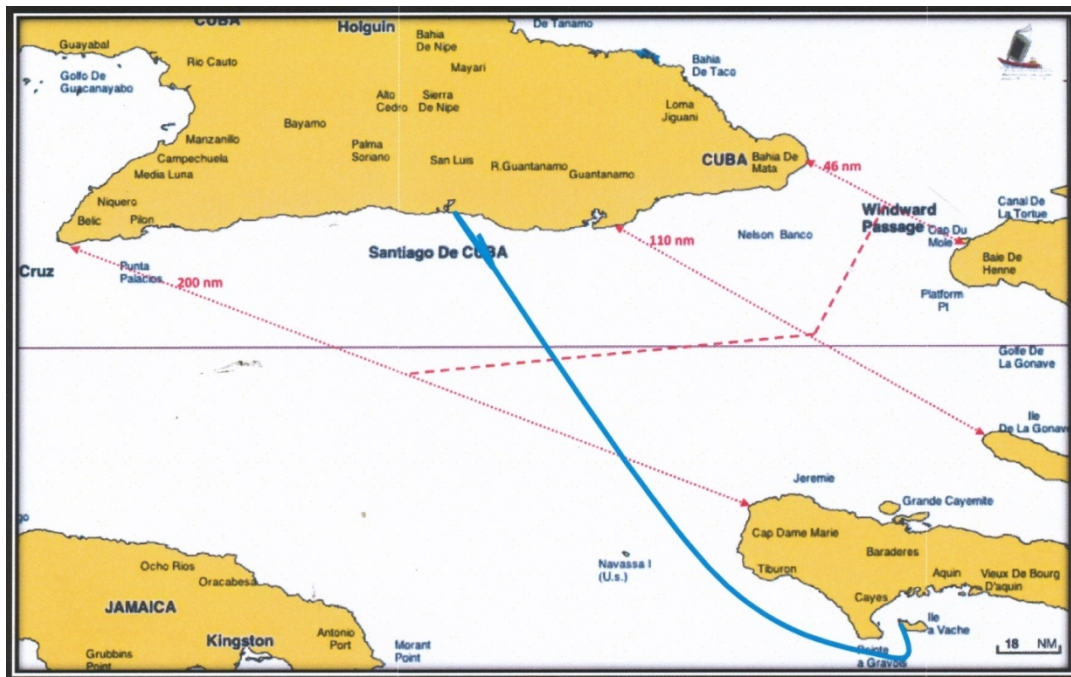 CUBA
Holguin
De Tanamo
Guayabal
Bahia
De Nipe
Bahia
De Taco
Rio Cauto
Mayari
Golfo De
Guacanayabo
Alto
Cedro
Sierra
De Nipe
Loma
Jiguani
Bayamo
Manzanillo
Palma
Soriano
Campechuela
San Luis
R.Guantanamo
CUBA
Bahia De
Mata
46 nm
Media Luna
Guantanamo
Niquero
Canal De
La Tortue
Belic
Pilon
Windward
Passage
Cap Du
Mole
110 nm
Nelson Banco
Santiago De CUBA
Baie De
Henne
Cruz
Punta
Palacios
200 nm
Platform
Pt
Golfe De
La Gonave
Ile
De La Gonave
Jeremie
Grande Cayemite
go
Cap Dame Marie
Navassa I
(U.s.)
Baraderes
Ocho Rios
Tiburon
Oracabesa
Aquin
Vieux De Bourg
D'aquin
JAMAICA
Cayes
Ile
a Vache
Kingston
Antonio
Port
Morant
Point
Pointe
a Gravois
18 NM
Grubbins
Point